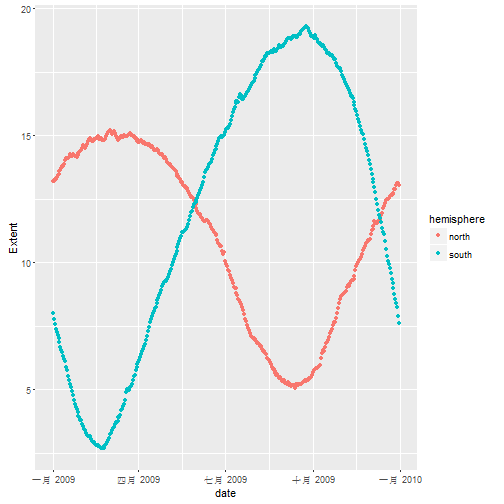 20
15
10
5
Extent
一月 2009
四月 2009
七月 2009
十月 2009
一月 2010
date
hemisphere
north
south